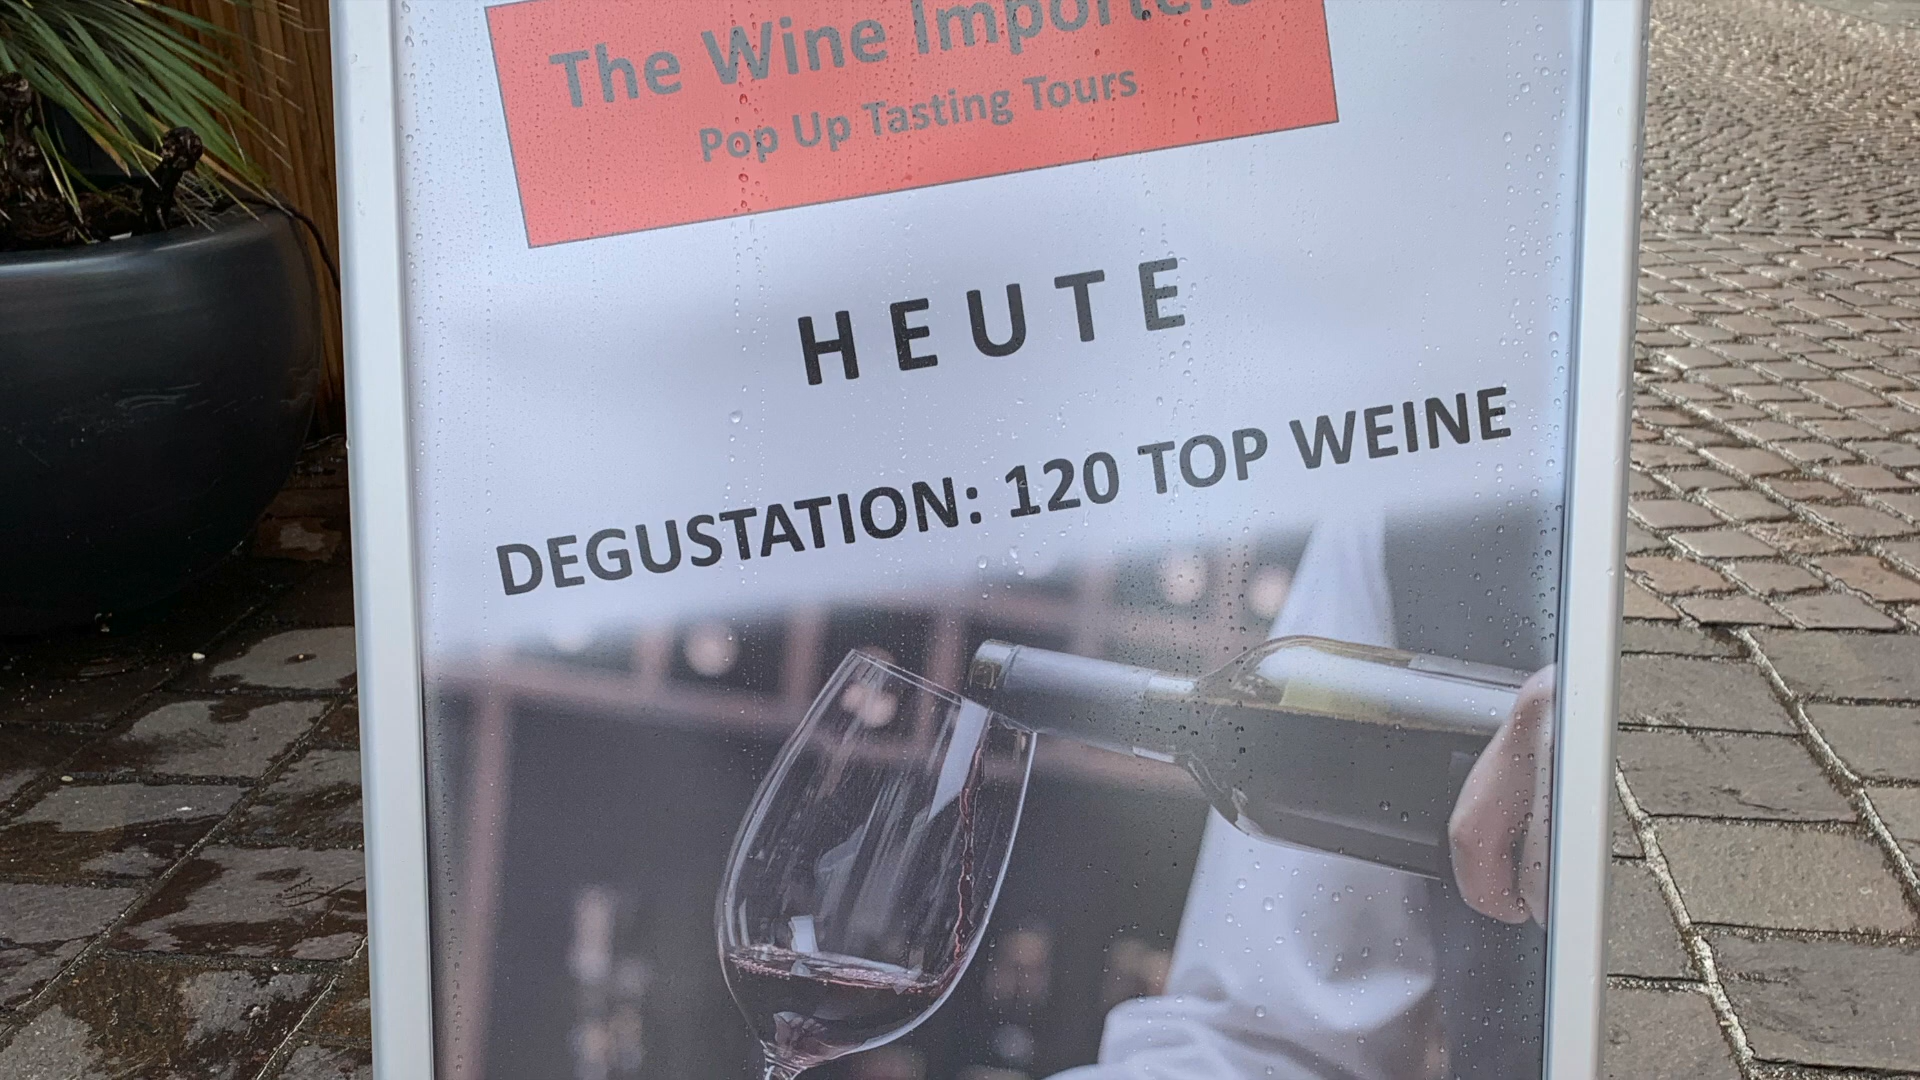 The Wine Importers
Pop Up Tasting Tours
HEUTE
DEGUSTATION: 120 TOP WEINE